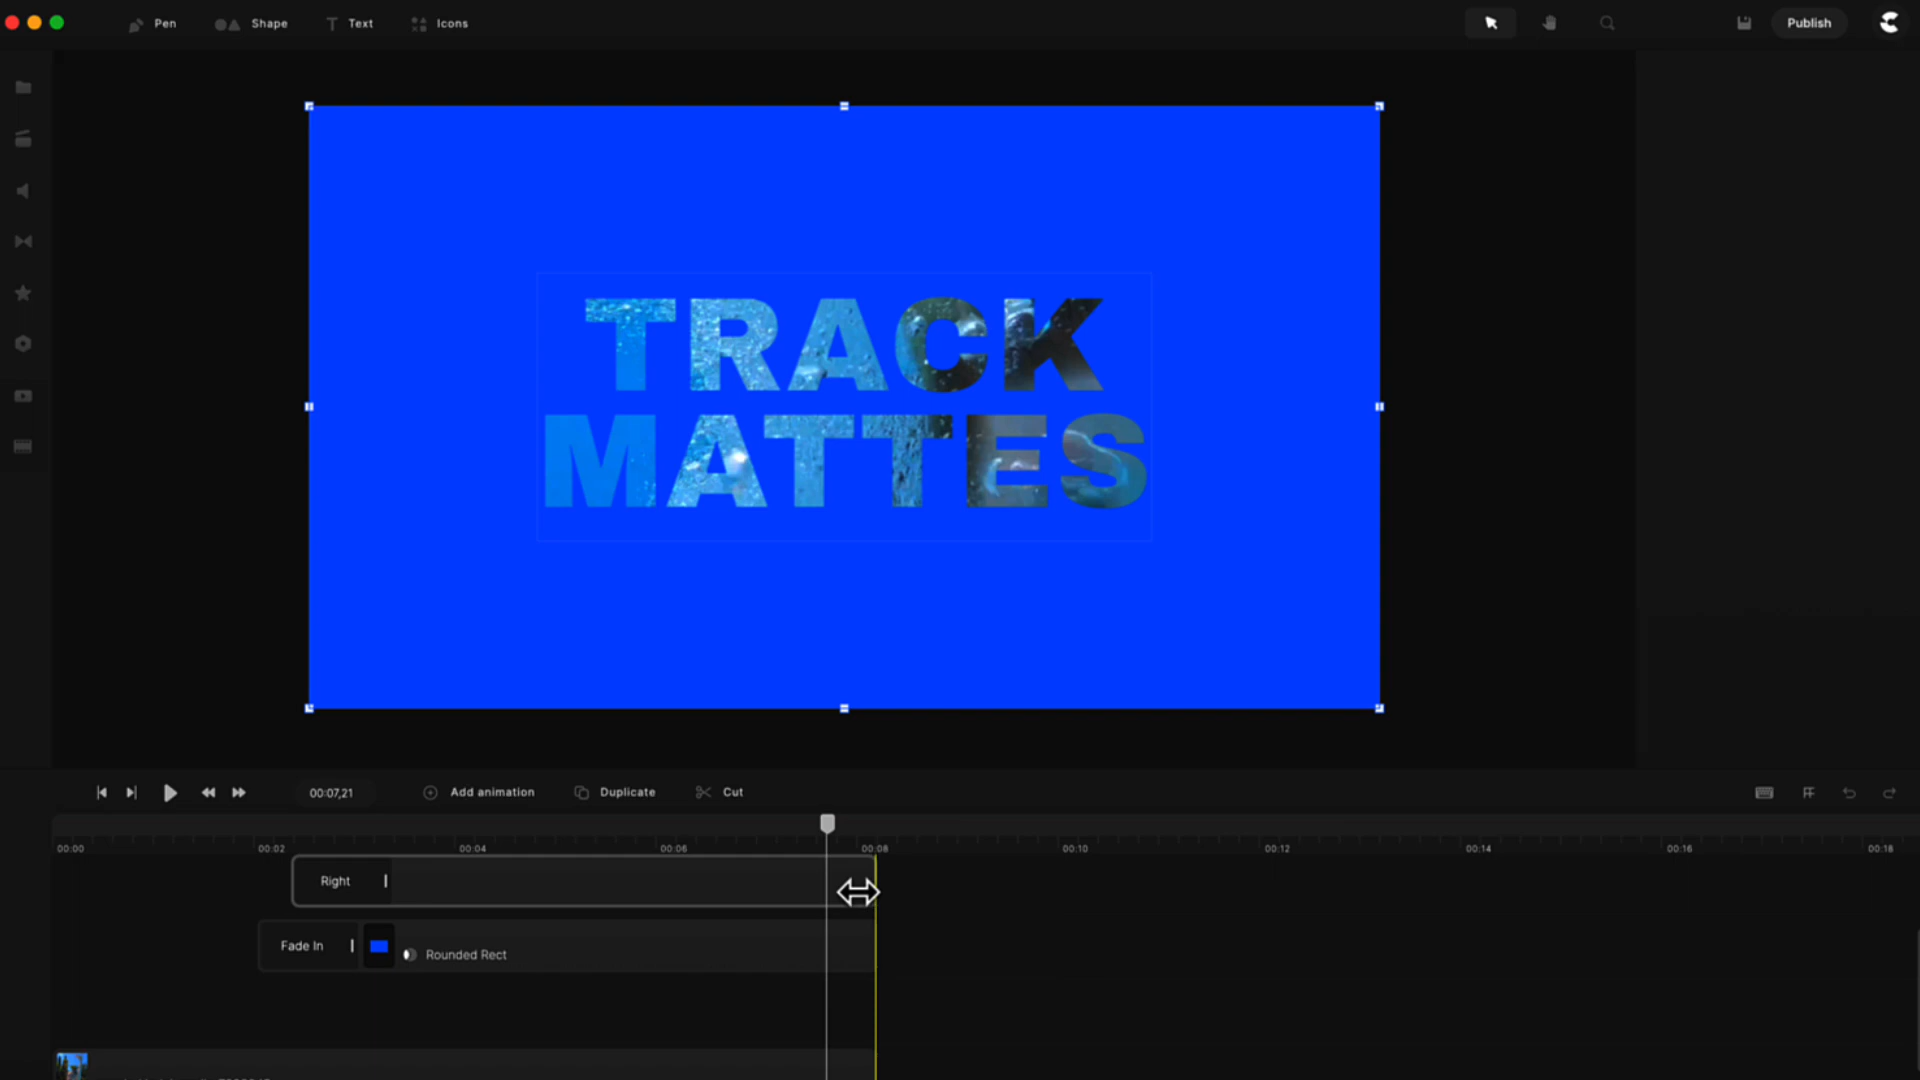 Pen
Shape
Text
Icons
Publish
TRACK
MATTES
00:07,21
Add animation
Duplicate
Cut
00:00
00:02
00:04
00:06
00:08
00:10
00:12
00:14
00:16
00:18
Right
Fade In
Rounded Rect